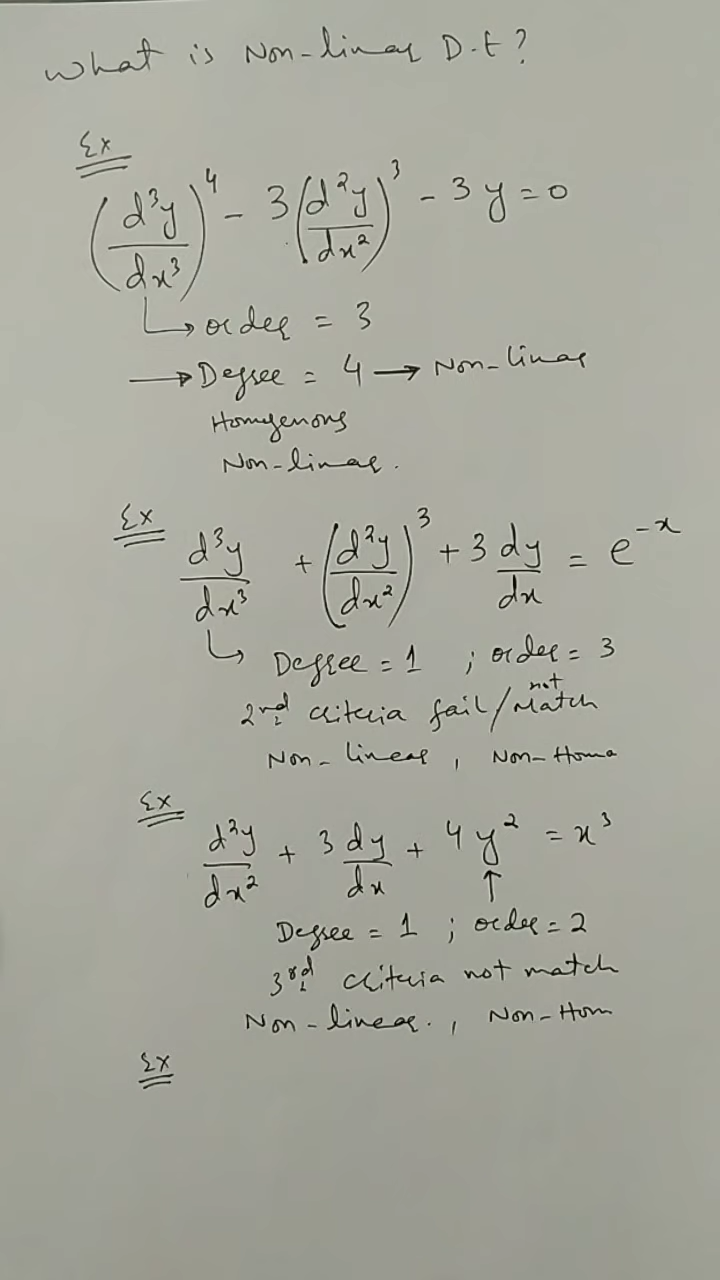 What is Non-linear D.E?
Ex
(d³y/dx³)⁴ - 3(d²y/dx²)³ - 3y = 0
↳ order = 3
→ Degree = 4 → Non-linear
Homogenous
Non-linear.
Ex
d³y/dx³ + (d²y/dx²)³ + 3 dy/dx = e⁻ˣ
↳ Degree = 1 ; order = 3
not
2nd criteria fail/match
Non-linear, Non-Homo
Ex
d²y/dx² + 3 dy/dx + 4y² = x³
↑
Degree = 1 ; order = 2
3rd criteria not match
Non-linear., Non-Hom
Ex